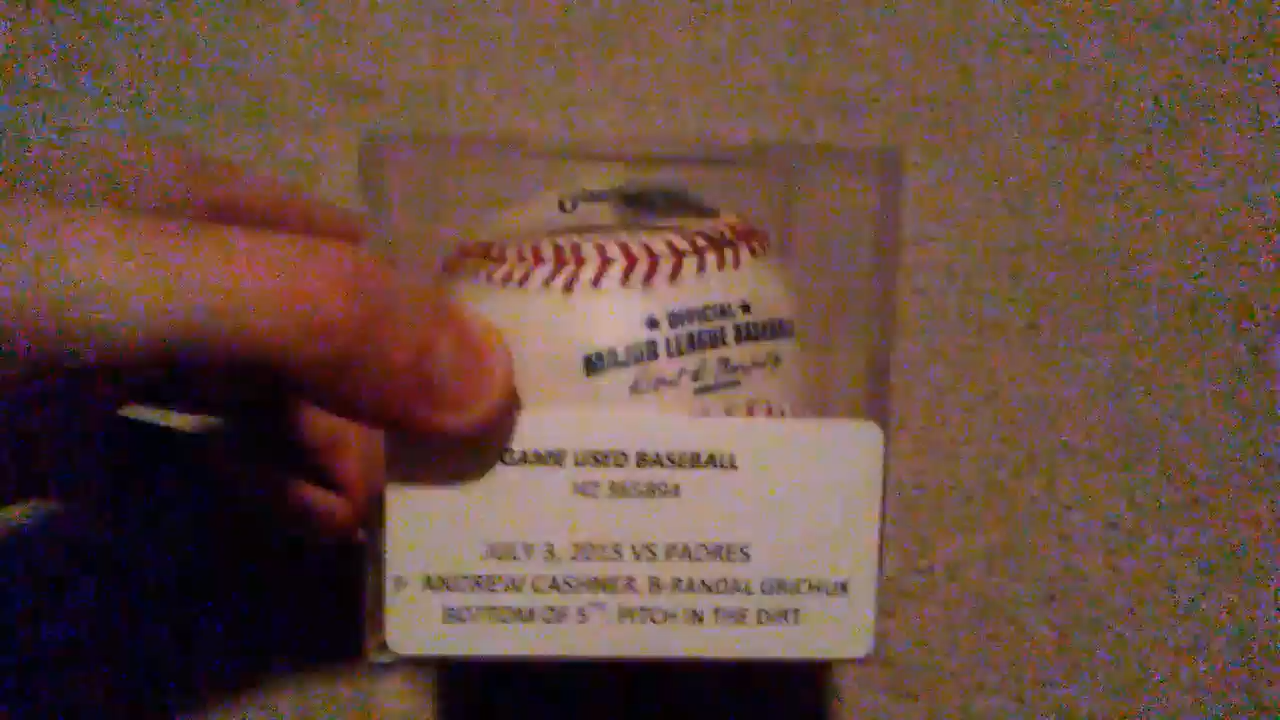 ★ OFFICIAL ★
MAJOR LEAGUE BASEBALL
GAME USED BASEBALL
JULY 3, 2015 VS PADRES
P- ANDREW CASHNER, B-RANDAL GRICHUK
BOTTOM OF 5TH, PITCH IN THE DIRT